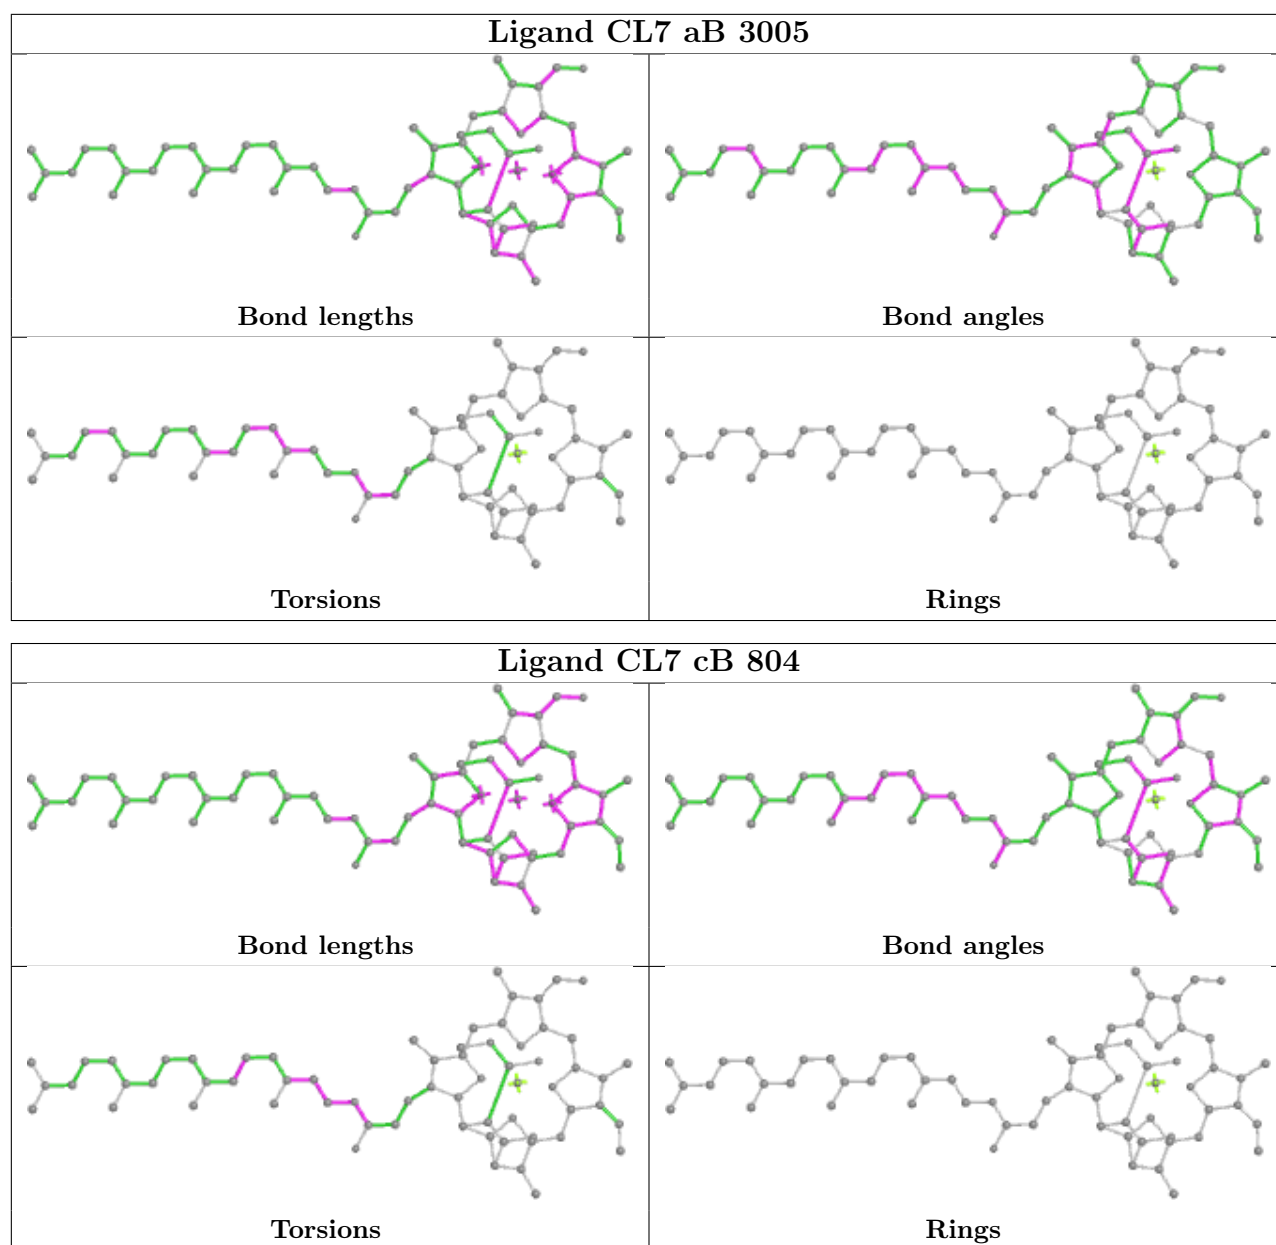 Ligand CL7 aB 3005
Bond lengths
Bond angles
Torsions
Rings
Ligand CL7 cB 804
Bond lengths
Bond angles
Torsions
Rings